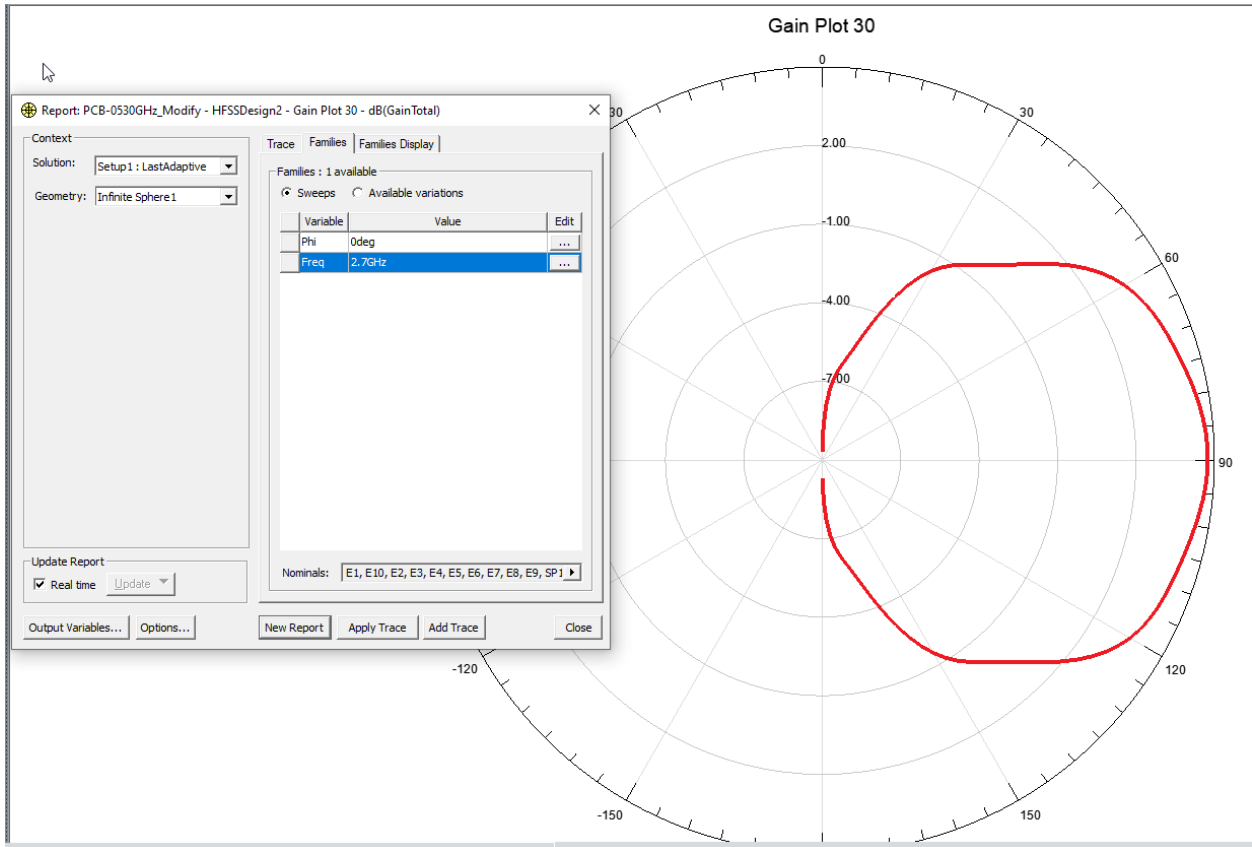 Gain Plot 30
Report: PCB-0530GHz_Modify - HFSSDesign2 - Gain Plot 30 - dB(GainTotal)
Context
Solution: Setup1 : LastAdaptive
Geometry: Infinite Sphere1
Trace Families Families Display
Families : 1 available
Sweeps Available variations
Variable Value Edit
Phi 0deg ...
Freq 2.7GHz ...
Nominals: E1, E10, E2, E3, E4, E5, E6, E7, E8, E9, SP1
Update Report
Real time Update
Output Variables... Options... New Report Apply Trace Add Trace Close
0
30
30
2.00
-1.00
60
-4.00
-7.00
90
120
-120
150
-150